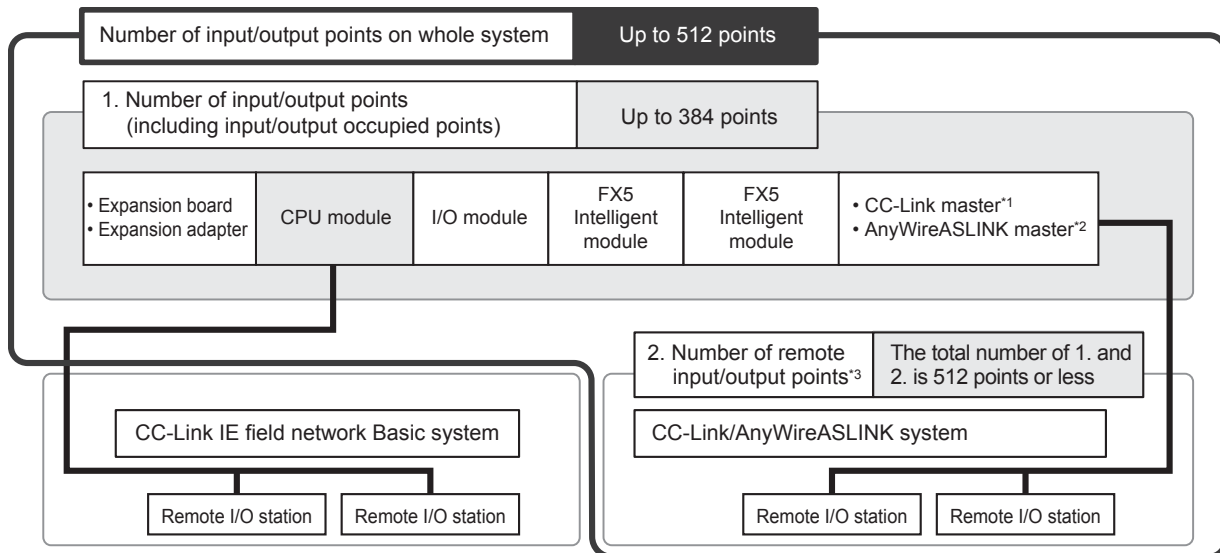 Number of input/output points on whole system
Up to 512 points
1. Number of input/output points
(including input/output occupied points)
Up to 384 points
• Expansion board
• Expansion adapter
CPU module
I/O module
FX5
Intelligent
module
FX5
Intelligent
module
• CC-Link master*1
• AnyWireASLINK master*2
2. Number of remote
input/output points*3
The total number of 1. and
2. is 512 points or less
CC-Link IE field network Basic system
CC-Link/AnyWireASLINK system
Remote I/O station
Remote I/O station
Remote I/O station
Remote I/O station